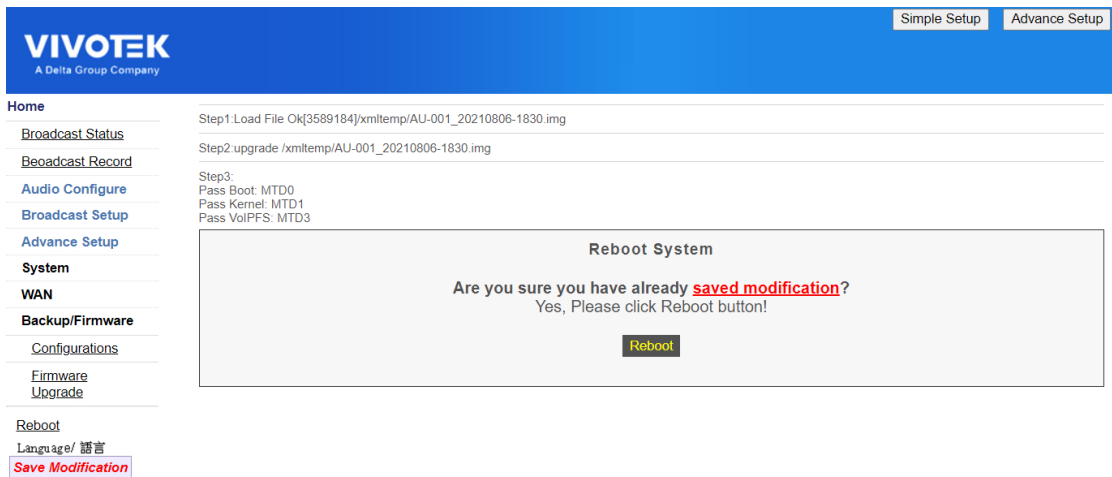 Simple Setup
Advance Setup
VIVOTEK
A Delta Group Company
Home
Broadcast Status
Beoadcast Record
Audio Configure
Broadcast Setup
Advance Setup
System
WAN
Backup/Firmware
Configurations
Firmware
Upgrade
Reboot
Language/ 語言
Save Modification
Step1:Load File Ok[3589184]/xmltemp/AU-001_20210806-1830.img
Step2:upgrade /xmltemp/AU-001_20210806-1830.img
Step3:
Pass Boot: MTD0
Pass Kernel: MTD1
Pass VoIPFS: MTD3
Reboot System
Are you sure you have already saved modification?
Yes, Please click Reboot button!
Reboot